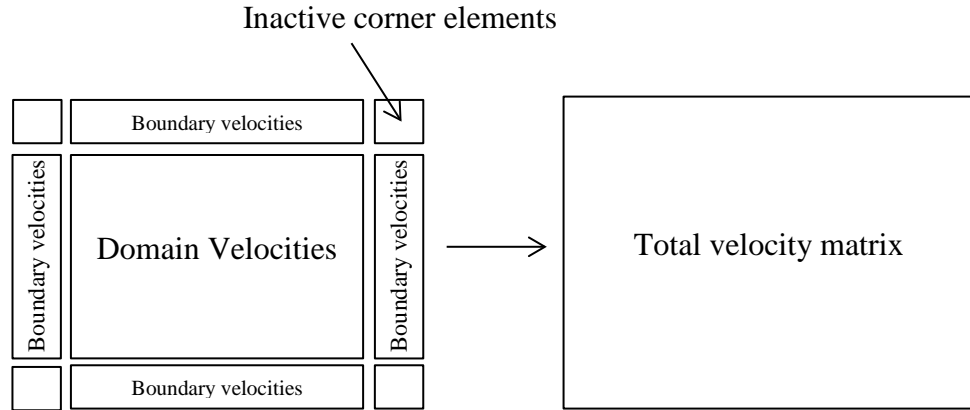 Inactive corner elements
Boundary velocities
Boundary velocities
Domain Velocities
Boundary velocities
Total velocity matrix
Boundary velocities